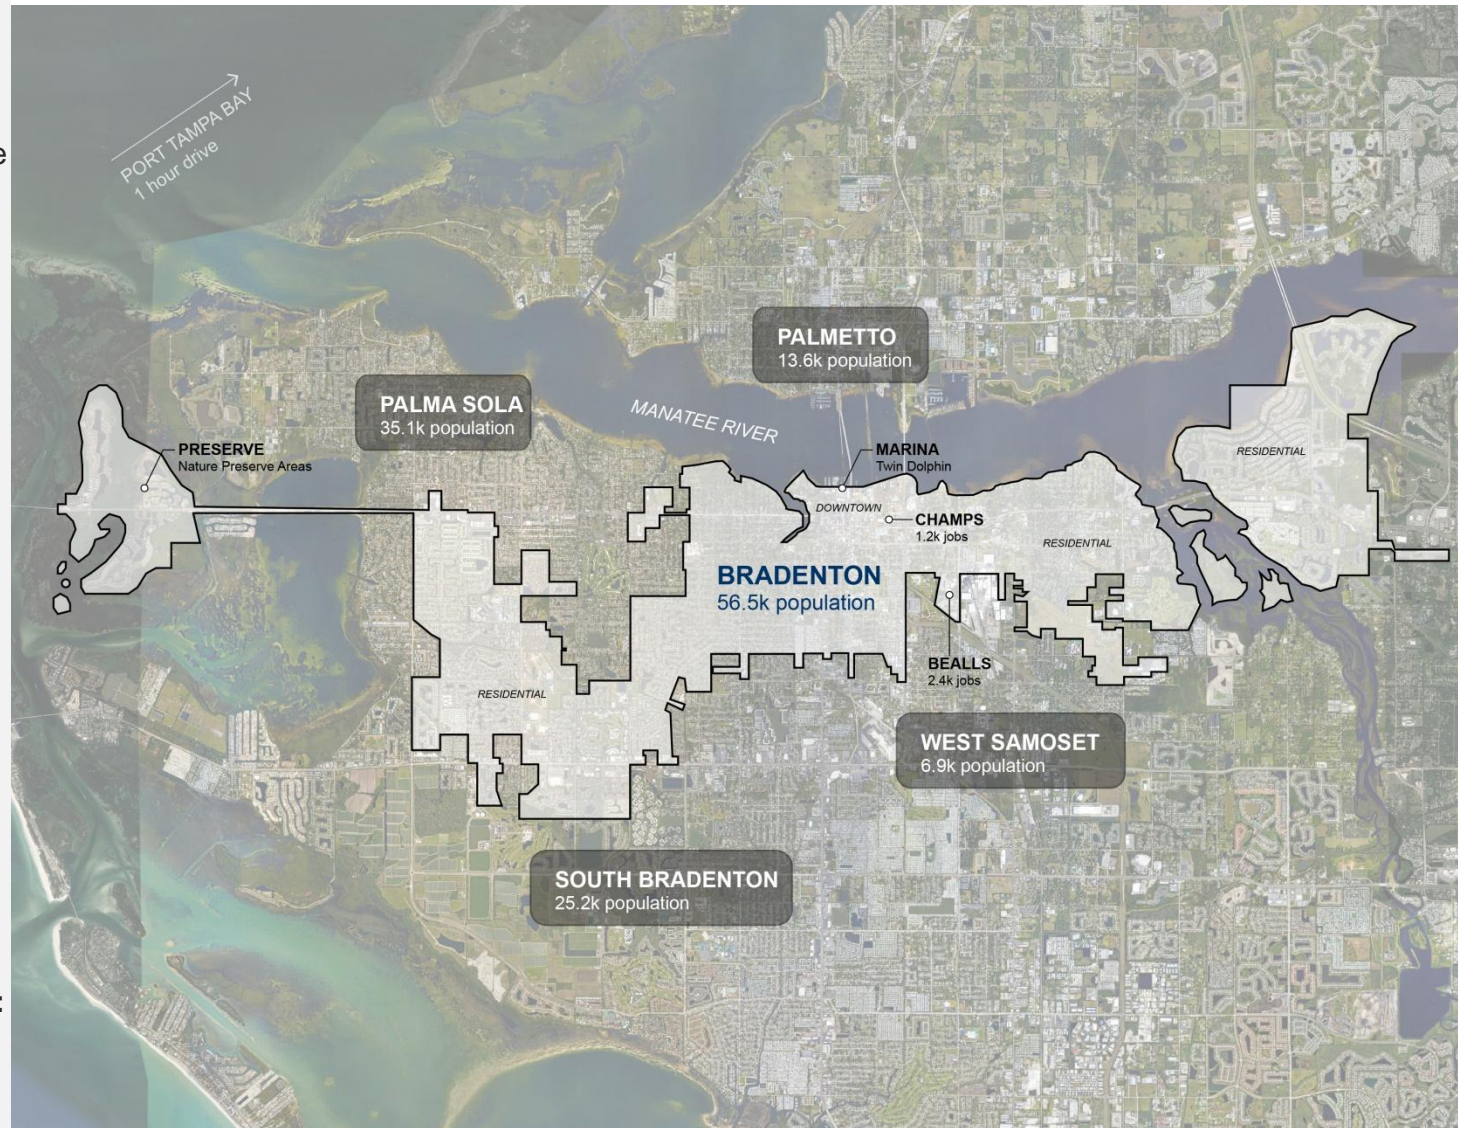 PORT TAMPA BAY
1 hour drive
e
PALMETTO
13.6k population
PALMA SOLA
35.1k population
MANATEE RIVER
PRESERVE
Nature Preserve Areas
MARINA
Twin Dolphin
RESIDENTIAL
DOWNTOWN
CHAMPS
1.2k jobs
RESIDENTIAL
BRADENTON
56.5k population
BEALLS
2.4k jobs
RESIDENTIAL
WEST SAMOSET
6.9k population
SOUTH BRADENTON
25.2k population
: